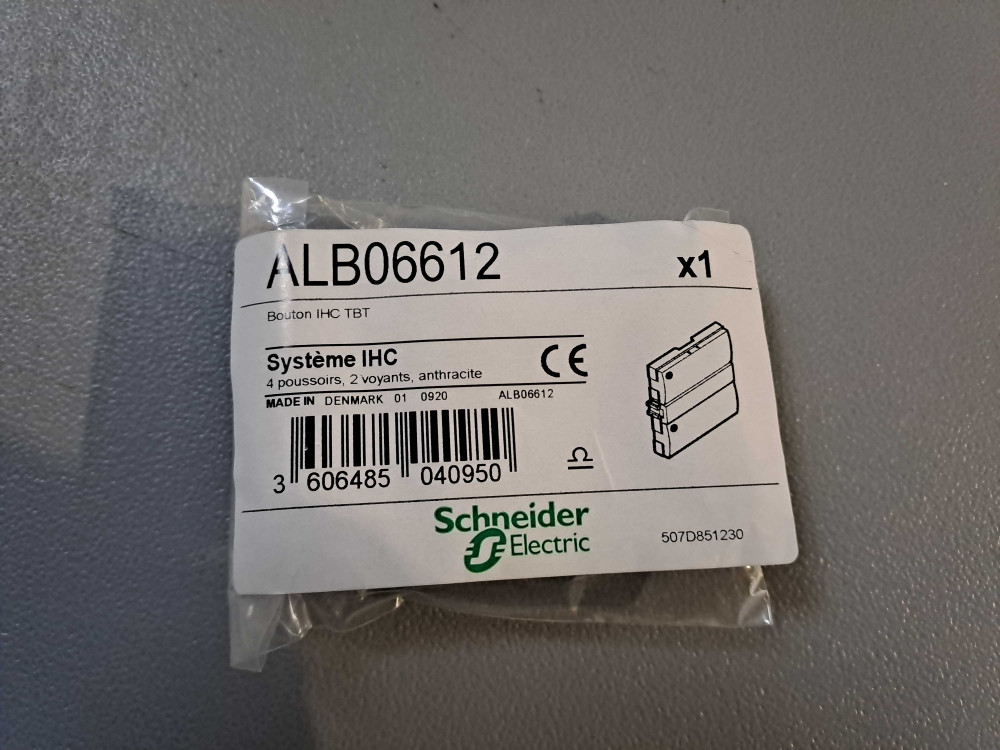 ALB06612 x1
Bouton IHC TBT
Système IHC
4 poussoirs, 2 voyants, anthracite
CE
MADE IN DENMARK 01 0920 ALB06612
3 606485 040950
Schneider
Electric
507D851230